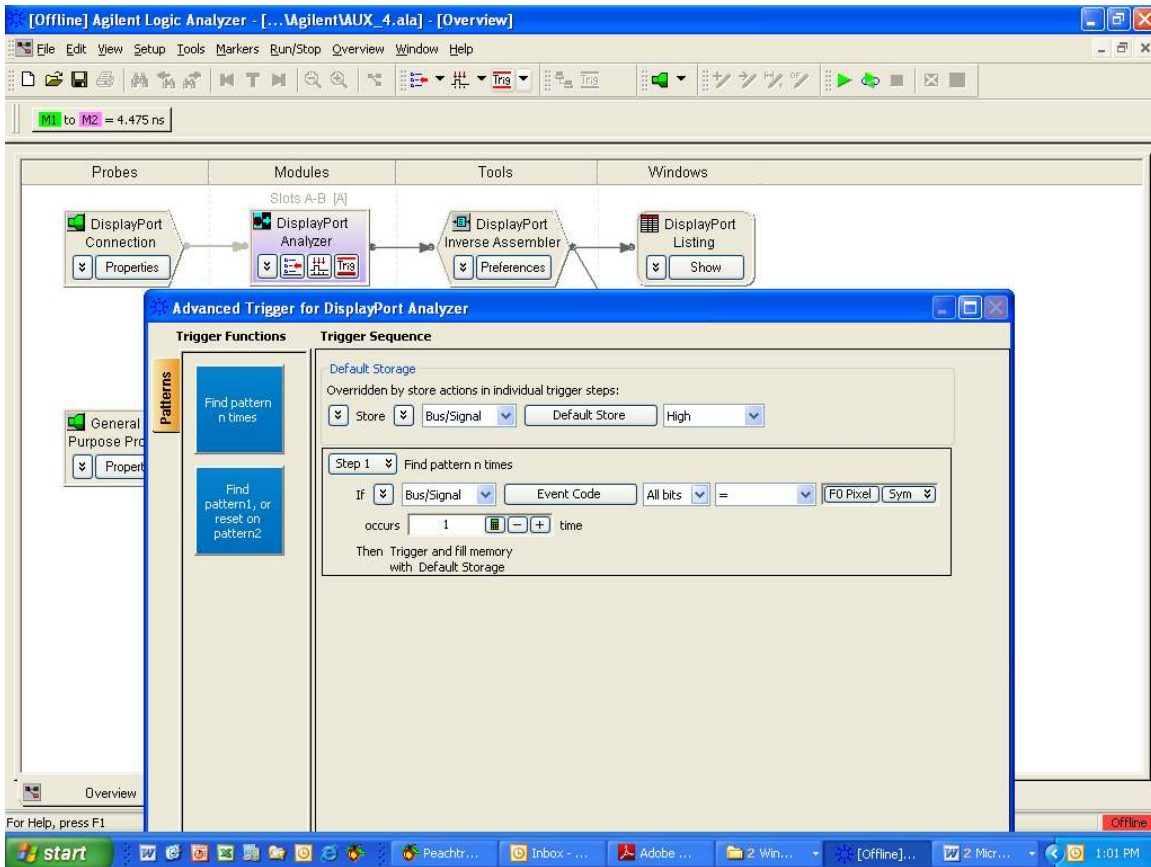 [Offline] Agilent Logic Analyzer - [...\Agilent\AUX_4.ala] - [Overview]
File Edit View Setup Tools Markers Run/Stop Overview Window Help
T Trig Trig
M1 to M2 = 4.475 ns
Probes Modules Tools Windows
Slots A-B [A]
DisplayPort Connection
Properties
DisplayPort Analyzer
Trig
DisplayPort Inverse Assembler
Preferences
DisplayPort Listing
Show
General Purpose Pro
Propert
Advanced Trigger for DisplayPort Analyzer
Trigger Functions Trigger Sequence
Patterns
Find pattern n times
Find pattern1, or reset on pattern2
Default Storage
Overridden by store actions in individual trigger steps:
Store Bus/Signal Default Store High
Step 1 Find pattern n times
If Bus/Signal Event Code All bits = F0 Pixel Sym
occurs 1 - + time
Then Trigger and fill memory
with Default Storage
Overview
For Help, press F1 Offline
start Peachtr... Inbox - ... Adobe ... 2 Win... [Offline]... 2 Micr... 1:01 PM